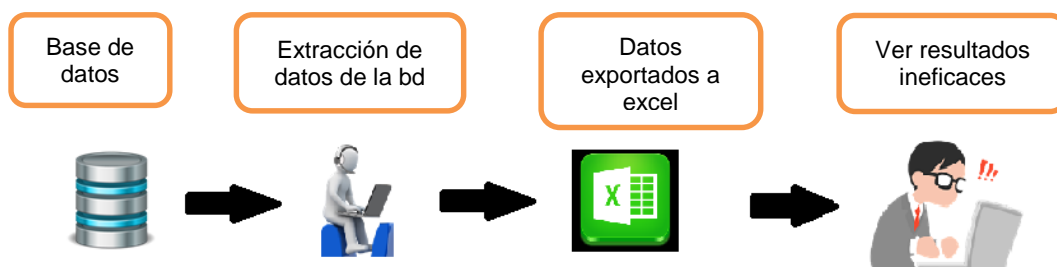 Base de
datos
Extracción de
datos de la bd
Datos
exportados a
excel
Ver resultados
ineficaces
X
!!!